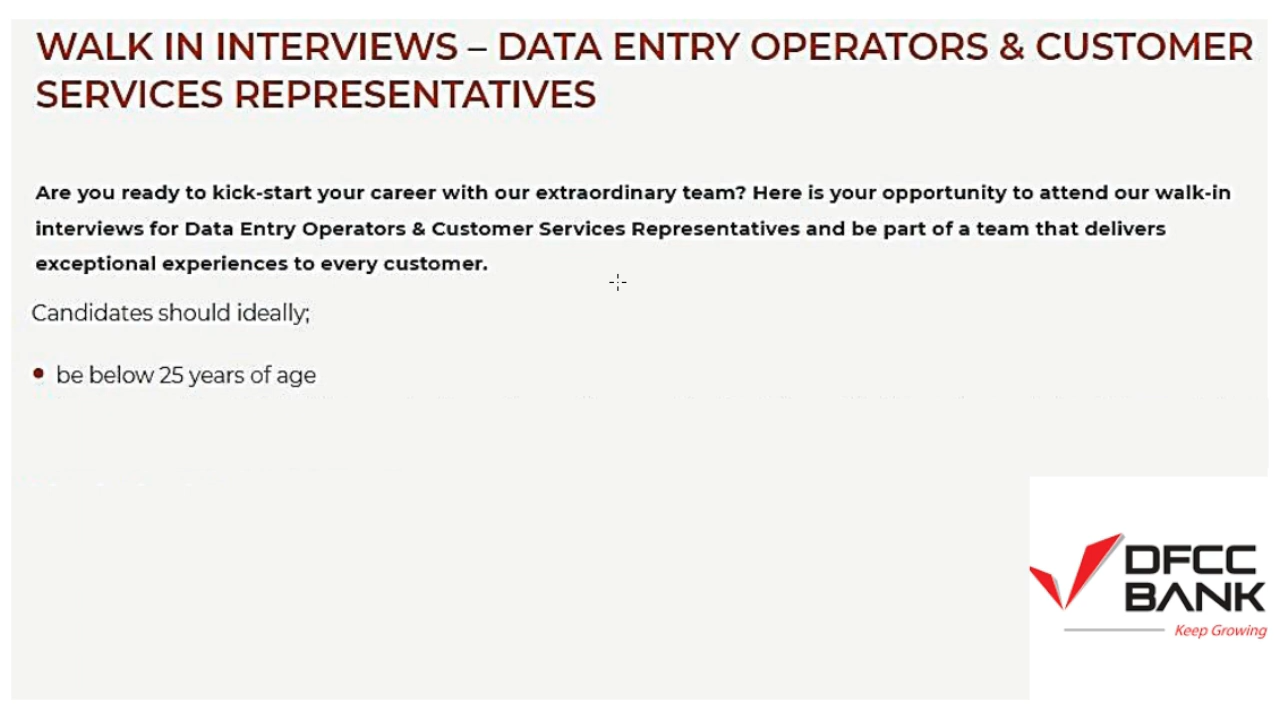 WALK IN INTERVIEWS – DATA ENTRY OPERATORS & CUSTOMER
SERVICES REPRESENTATIVES
Are you ready to kick-start your career with our extraordinary team? Here is your opportunity to attend our walk-in
interviews for Data Entry Operators & Customer Services Representatives and be part of a team that delivers
exceptional experiences to every customer.
Candidates should ideally;
• be below 25 years of age
DFCC
BANK
Keep Growing